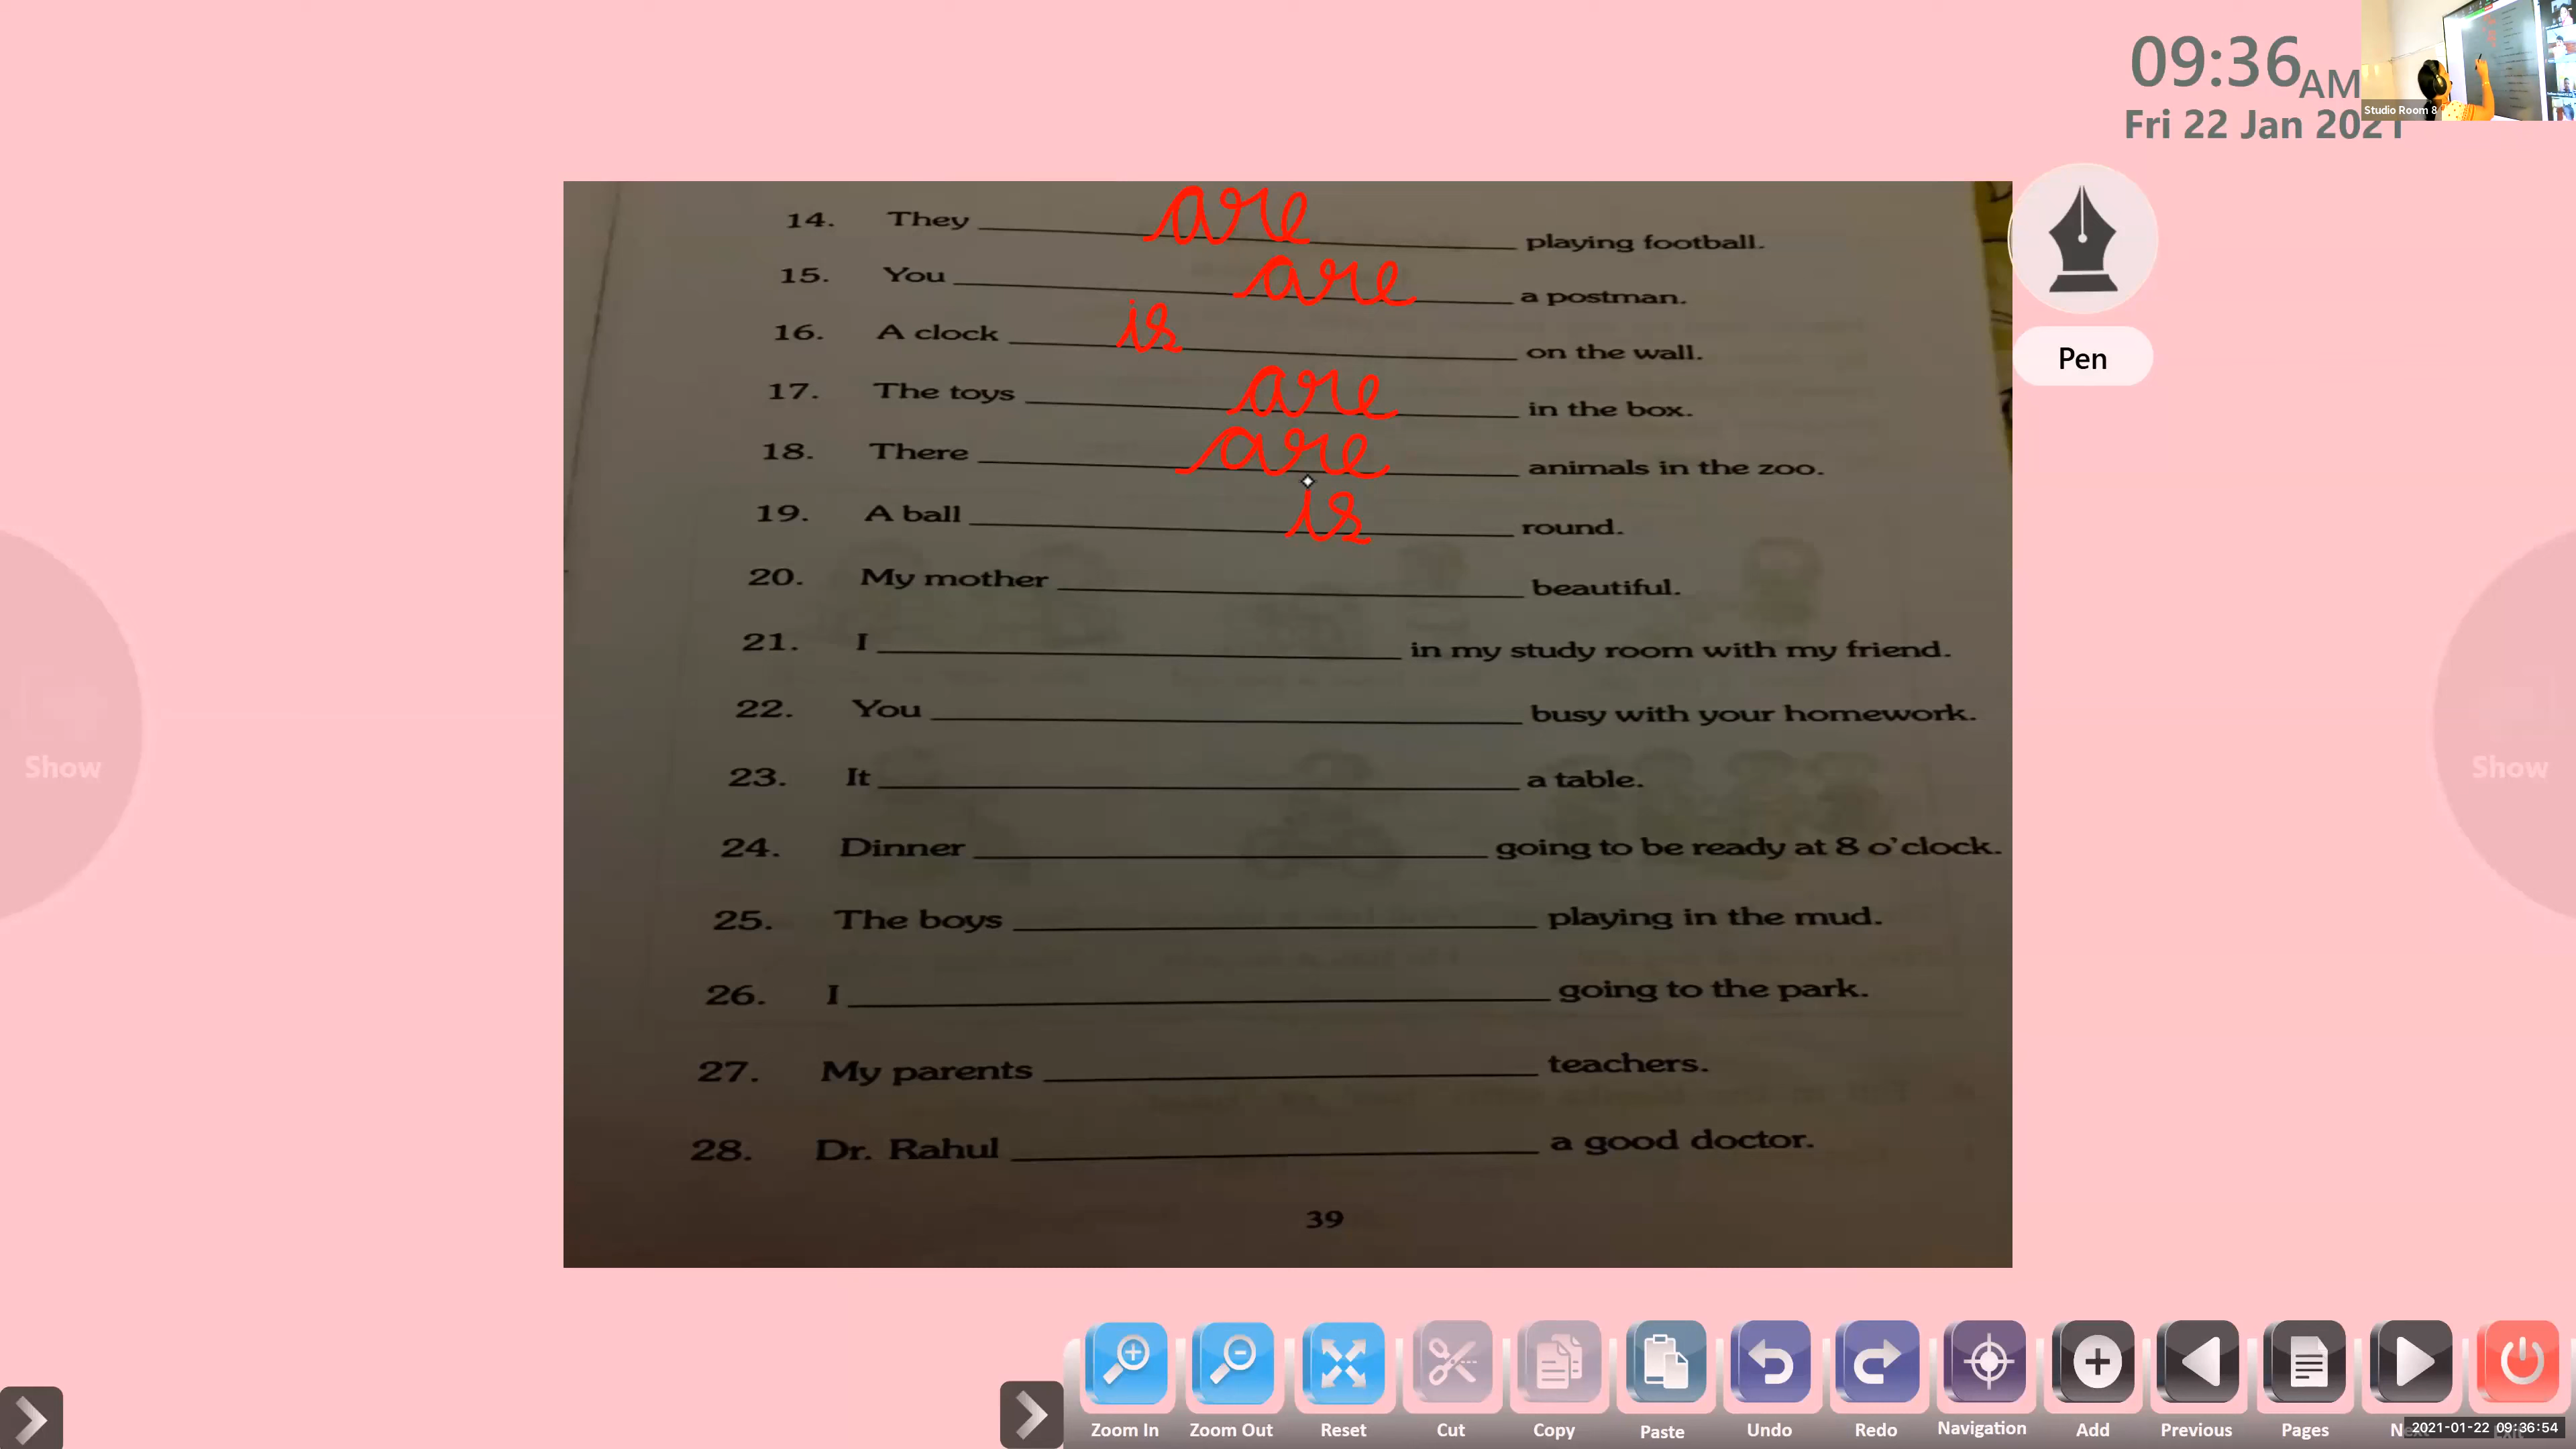 09:36 AM
Fri 22 Jan 2021
Studio Room 8
Pen
14. They are playing football.
15. You are a postman.
16. A clock is on the wall.
17. The toys are in the box.
18. There are animals in the zoo.
19. A ball is round.
20. My mother beautiful.
21. I in my study room with my friend.
22. You busy with your homework.
23. It a table.
24. Dinner going to be ready at 8 o'clock.
25. The boys playing in the mud.
26. I going to the park.
27. My parents teachers.
28. Dr. Rahul a good doctor.
39
Show
Show
Zoom In Zoom Out Reset Cut Copy Paste Undo Redo Navigation Add Previous Pages
2021-01-22 09:36:54